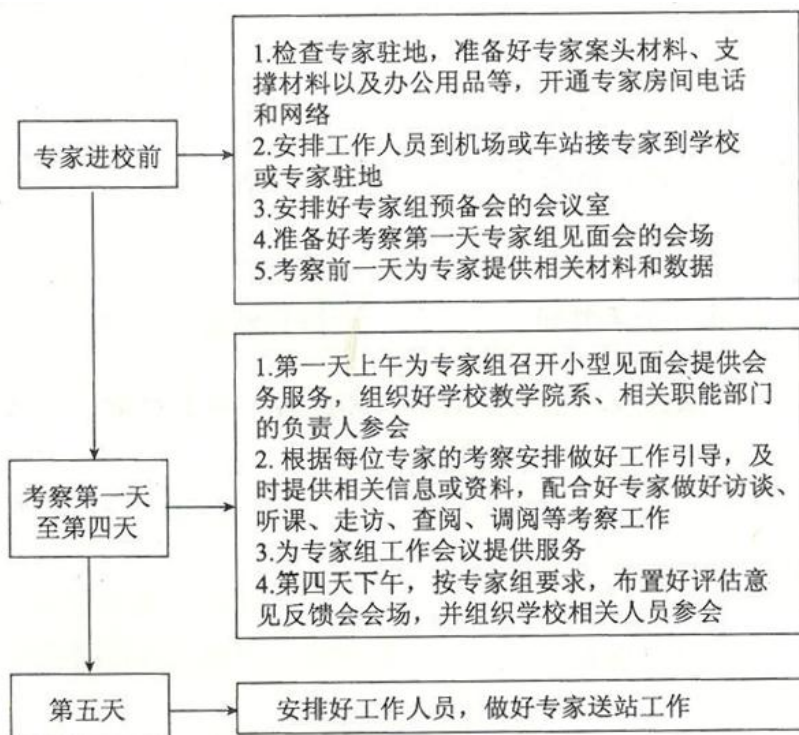 专家进校前
1.检查专家驻地，准备好专家案头材料、支
撑材料以及办公用品等，开通专家房间电话
和网络
2.安排工作人员到机场或车站接专家到学校
或专家驻地
3.安排好专家组预备会的会议室
4.准备好考察第一天专家组见面会的会场
5.考察前一天为专家提供相关材料和数据
考察第一天
至第四天
1.第一天上午为专家组召开小型见面会提供会
务服务，组织好学校教学院系、相关职能部门
的负责人参会
2. 根据每位专家的考察安排做好工作引导，及
时提供相关信息或资料，配合好专家做好访谈、
听课、走访、查阅、调阅等考察工作
3.为专家组工作会议提供服务
4.第四天下午，按专家组要求，布置好评估意
见反馈会会场，并组织学校相关人员参会
第五天
安排好工作人员，做好专家送站工作